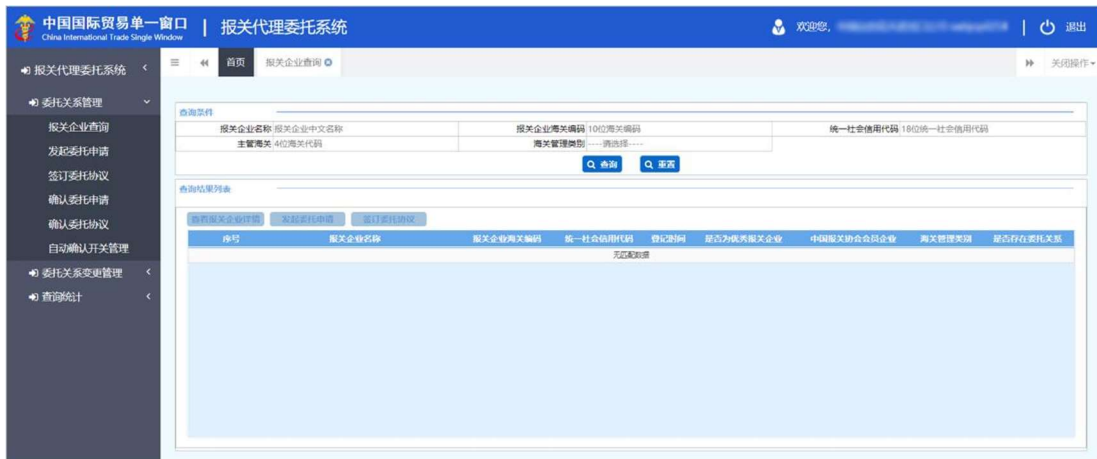 中国国际贸易单一窗口 | 报关代理委托系统
China International Trade Single Window
欢迎您,
退出
报关代理委托系统
首页
报关企业查询
关闭操作
委托关系管理
报关企业查询
发起委托申请
签订委托协议
确认委托申请
确认委托协议
自动确认开关管理
委托关系变更管理
查询统计
查询条件
报关企业名称 报关企业中文名称 报关企业海关编码 10位海关编码 统一社会信用代码 18位统一社会信用代码
主管海关 4位海关代码 海关管理类别 ----请选择----
查询 重置
查询结果列表
查看报关企业详情 发起委托申请 签订委托协议
序号 报关企业名称 报关企业海关编码 统一社会信用代码 登记时间 是否为优秀报关企业 中国报关协会会员企业 海关管理类别 是否存在委托关系
无匹配数据